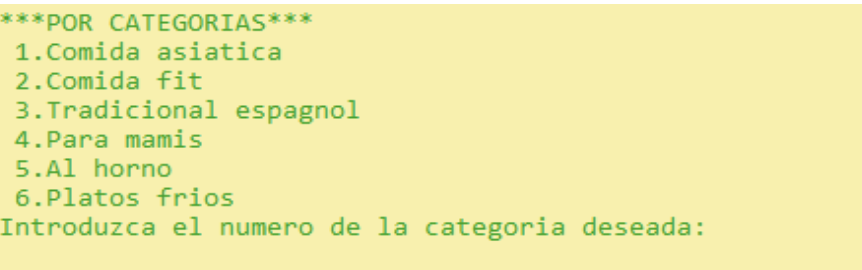 ***POR CATEGORIAS***
1.Comida asiatica
2.Comida fit
3.Tradicional espagnol
4.Para mamis
5.Al horno
6.Platos frios
Introduzca el numero de la categoria deseada: